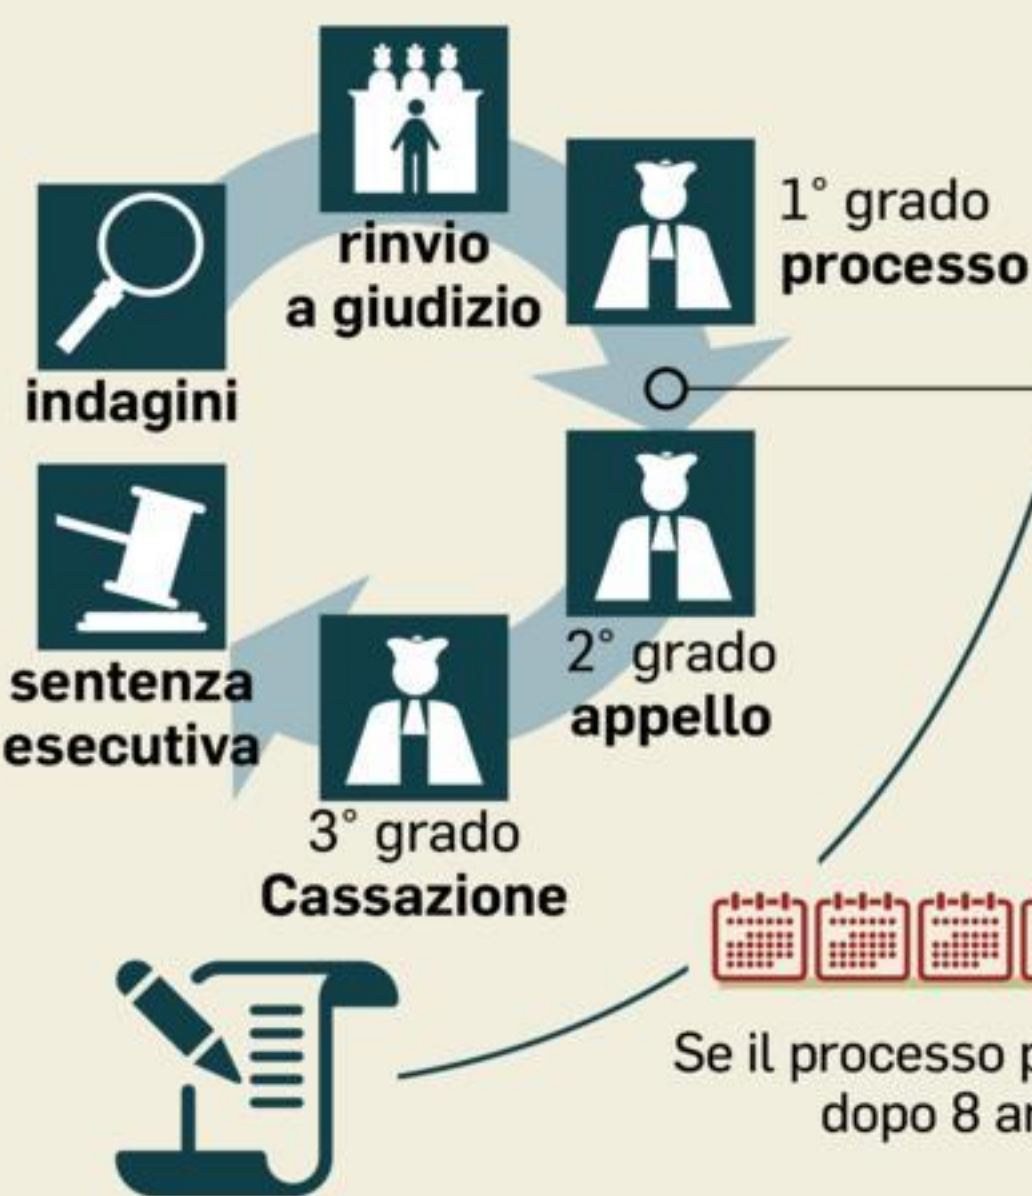 indagini
rinvio
a giudizio
1° grado
processo
2° grado
appello
3° grado
Cassazione
sentenza
esecutiva
Se il processo
dopo 8